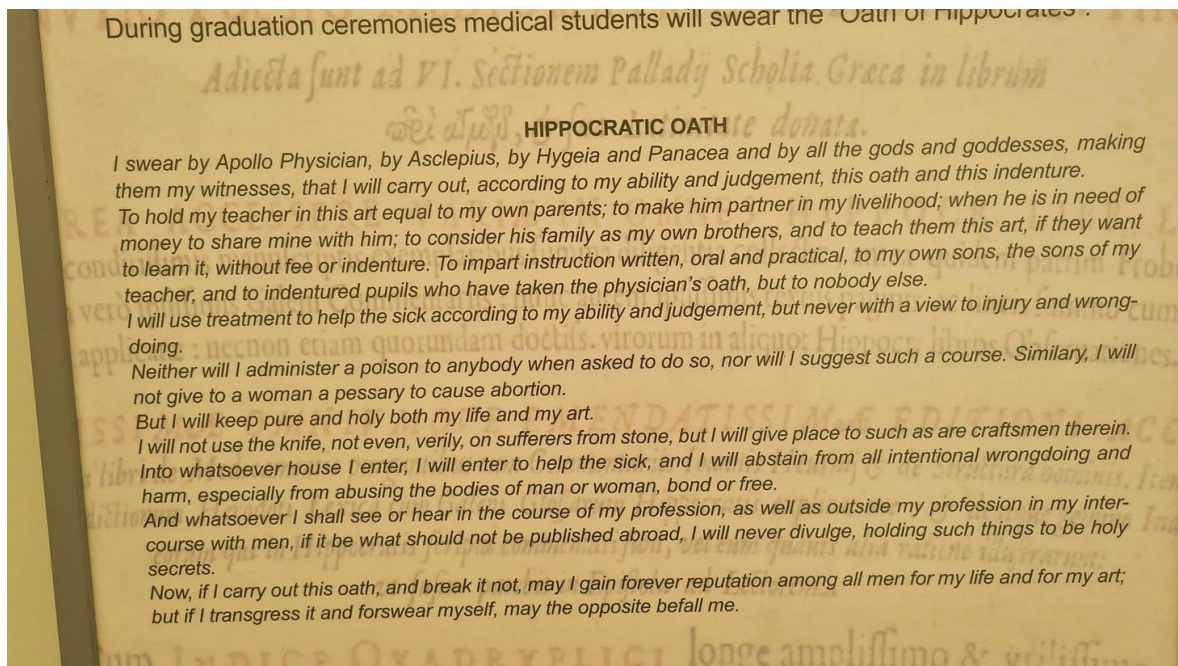 During graduation ceremonies medical students will swear the "Oath of Hippocrates".
Adiecta sunt ad VI. Sectionem Palladij Scholia Græca in librum
donata.
HIPPOCRATIC OATH
I swear by Apollo Physician, by Asclepius, by Hygeia and Panacea and by all the gods and goddesses, making
them my witnesses, that I will carry out, according to my ability and judgement, this oath and this indenture.
To hold my teacher in this art equal to my own parents; to make him partner in my livelihood; when he is in need of
money to share mine with him; to consider his family as my own brothers, and to teach them this art, if they want
to learn it, without fee or indenture. To impart instruction written, oral and practical, to my own sons, the sons of my
teacher, and to indentured pupils who have taken the physician's oath, but to nobody else.
I will use treatment to help the sick according to my ability and judgement, but never with a view to injury and wrong-
doing.
necnon etiam quorundam doctiss. virorum in aliquot Hippocr. libros
Neither will I administer a poison to anybody when asked to do so, nor will I suggest such a course. Similary, I will
not give to a woman a pessary to cause abortion.
But I will keep pure and holy both my life and my art.
I will not use the knife, not even, verily, on sufferers from stone, but I will give place to such as are craftsmen therein.
Into whatsoever house I enter, I will enter to help the sick, and I will abstain from all intentional wrongdoing and
harm, especially from abusing the bodies of man or woman, bond or free.
And whatsoever I shall see or hear in the course of my profession, as well as outside my profession in my inter-
course with men, if it be what should not be published abroad, I will never divulge, holding such things to be holy
secrets.
Now, if I carry out this oath, and break it not, may I gain forever reputation among all men for my life and for my art;
but if I transgress it and forswear myself, may the opposite befall me.
INDICE QVADRVPLICI longe amplissimo &